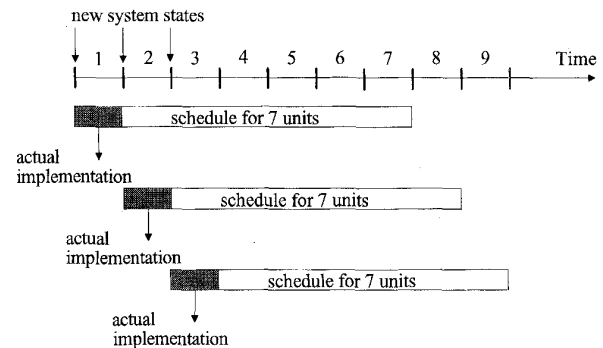 new system states
1 2 3 4 5 6 7 8 9 Time
schedule for 7 units
actual
implementation
schedule for 7 units
actual
implementation
schedule for 7 units
actual
implementation